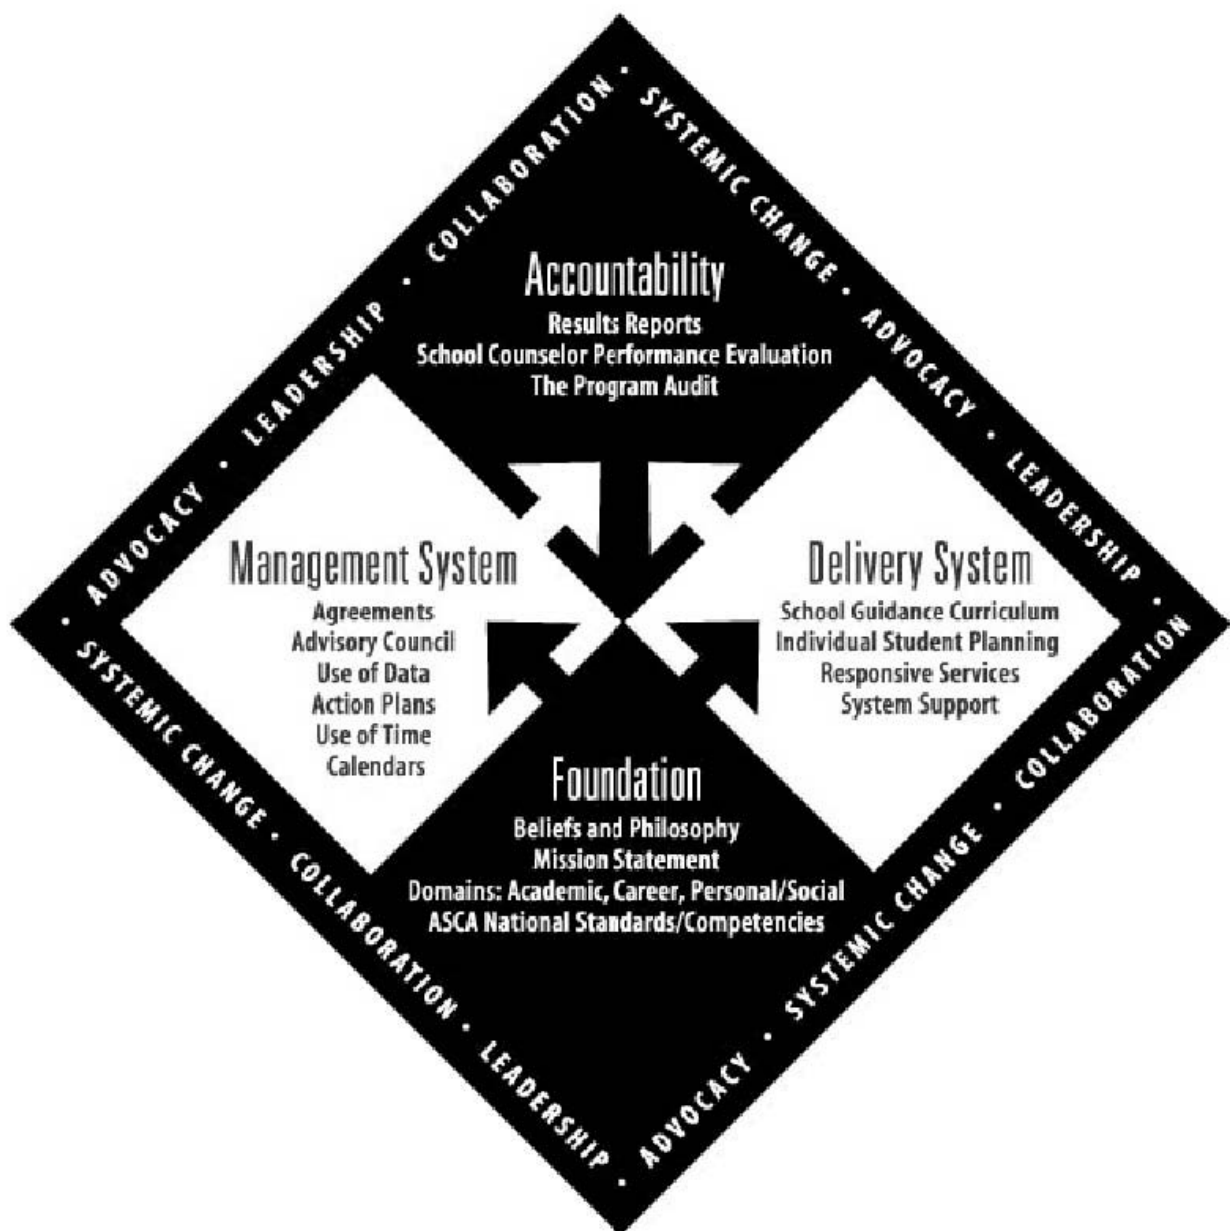 ADVOCACY • LEADERSHIP • COLLABORATION •
SYSTEMIC CHANGE • ADVOCACY • LEADERSHIP •
Accountability
Results Reports
School Counselor Performance Evaluation
The Program Audit
Management System
Agreements
Advisory Council
Use of Data
Action Plans
Use of Time
Calendars
Delivery System
School Guidance Curriculum
Individual Student Planning
Responsive Services
System Support
Foundation
Beliefs and Philosophy
Mission Statement
Domains: Academic, Career, Personal/Social
ASCA National Standards/Competencies
• SYSTEMIC CHANGE • COLLABORATION • LEADERSHIP •
ADVOCACY • SYSTEMIC CHANGE • COLLABORATION